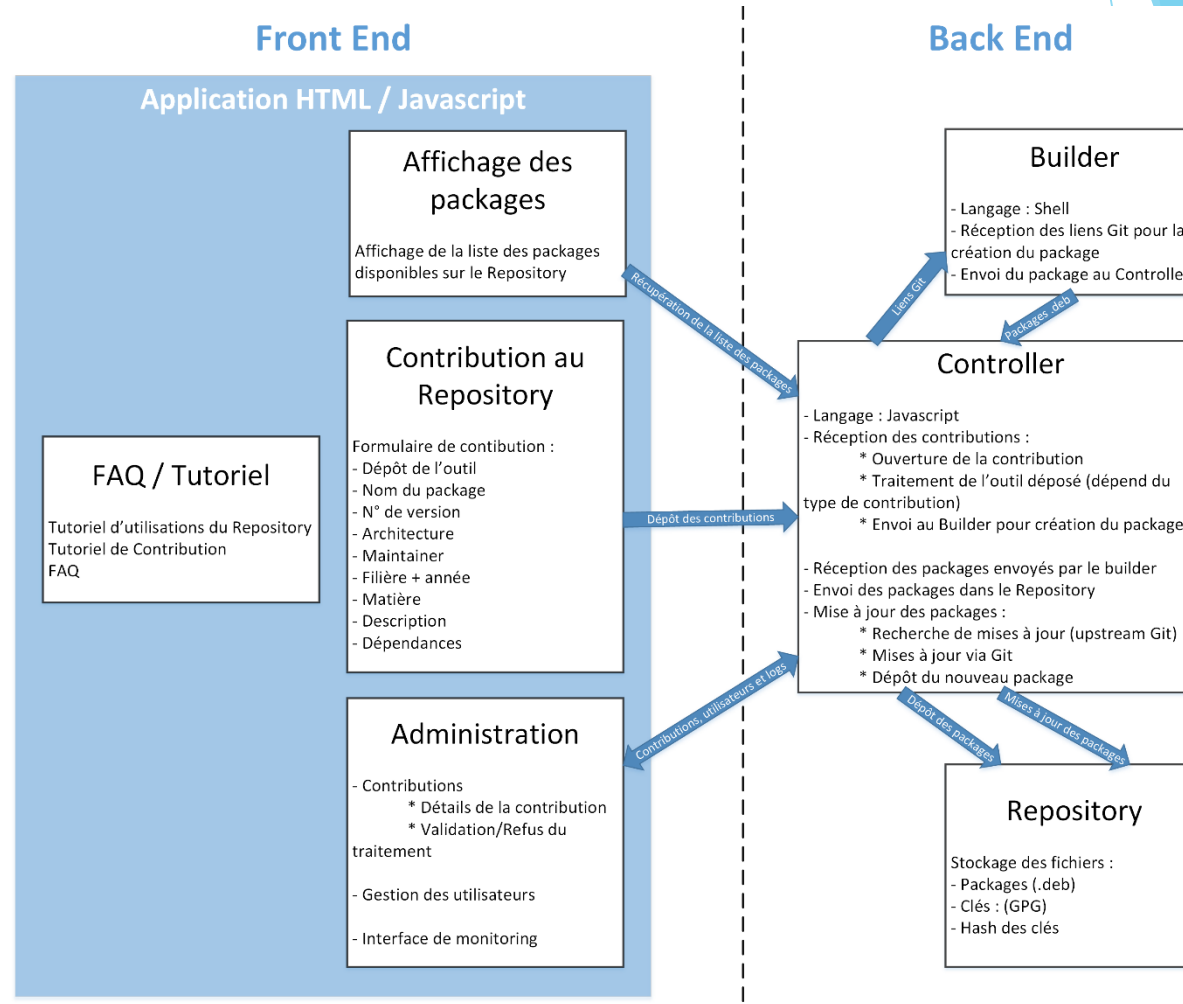 Front End
Back End
Application HTML / Javascript
Affichage des
packages
Affichage de la liste des packages
disponibles sur le Repository
Contribution au
Repository
Formulaire de contibution :
- Dépôt de l'outil
- Nom du package
- N° de version
- Architecture
- Maintainer
- Filière + année
- Matière
- Description
- Dépendances
FAQ / Tutoriel
Tutoriel d'utilisations du Repository
Tutoriel de Contribution
FAQ
Administration
- Contributions
* Détails de la contribution
* Validation/Refus du
traitement
- Gestion des utilisateurs
- Interface de monitoring
Récupération de la liste des packages
Dépôt des contributions
Contributions, utilisateurs et logs
Builder
- Langage : Shell
- Réception des liens Git pour la
création du package
- Envoi du package au Controlle
Liens Git
Packages .deb
Controller
- Langage : Javascript
- Réception des contributions :
* Ouverture de la contribution
* Traitement de l'outil déposé (dépend du
type de contribution)
* Envoi au Builder pour création du package
- Réception des packages envoyés par le builder
- Envoi des packages dans le Repository
- Mise à jour des packages :
* Recherche de mises à jour (upstream Git)
* Mises à jour via Git
* Dépôt du nouveau package
Dépôt des packages
Mises à jour des packages
Repository
Stockage des fichiers :
- Packages (.deb)
- Clés : (GPG)
- Hash des clés